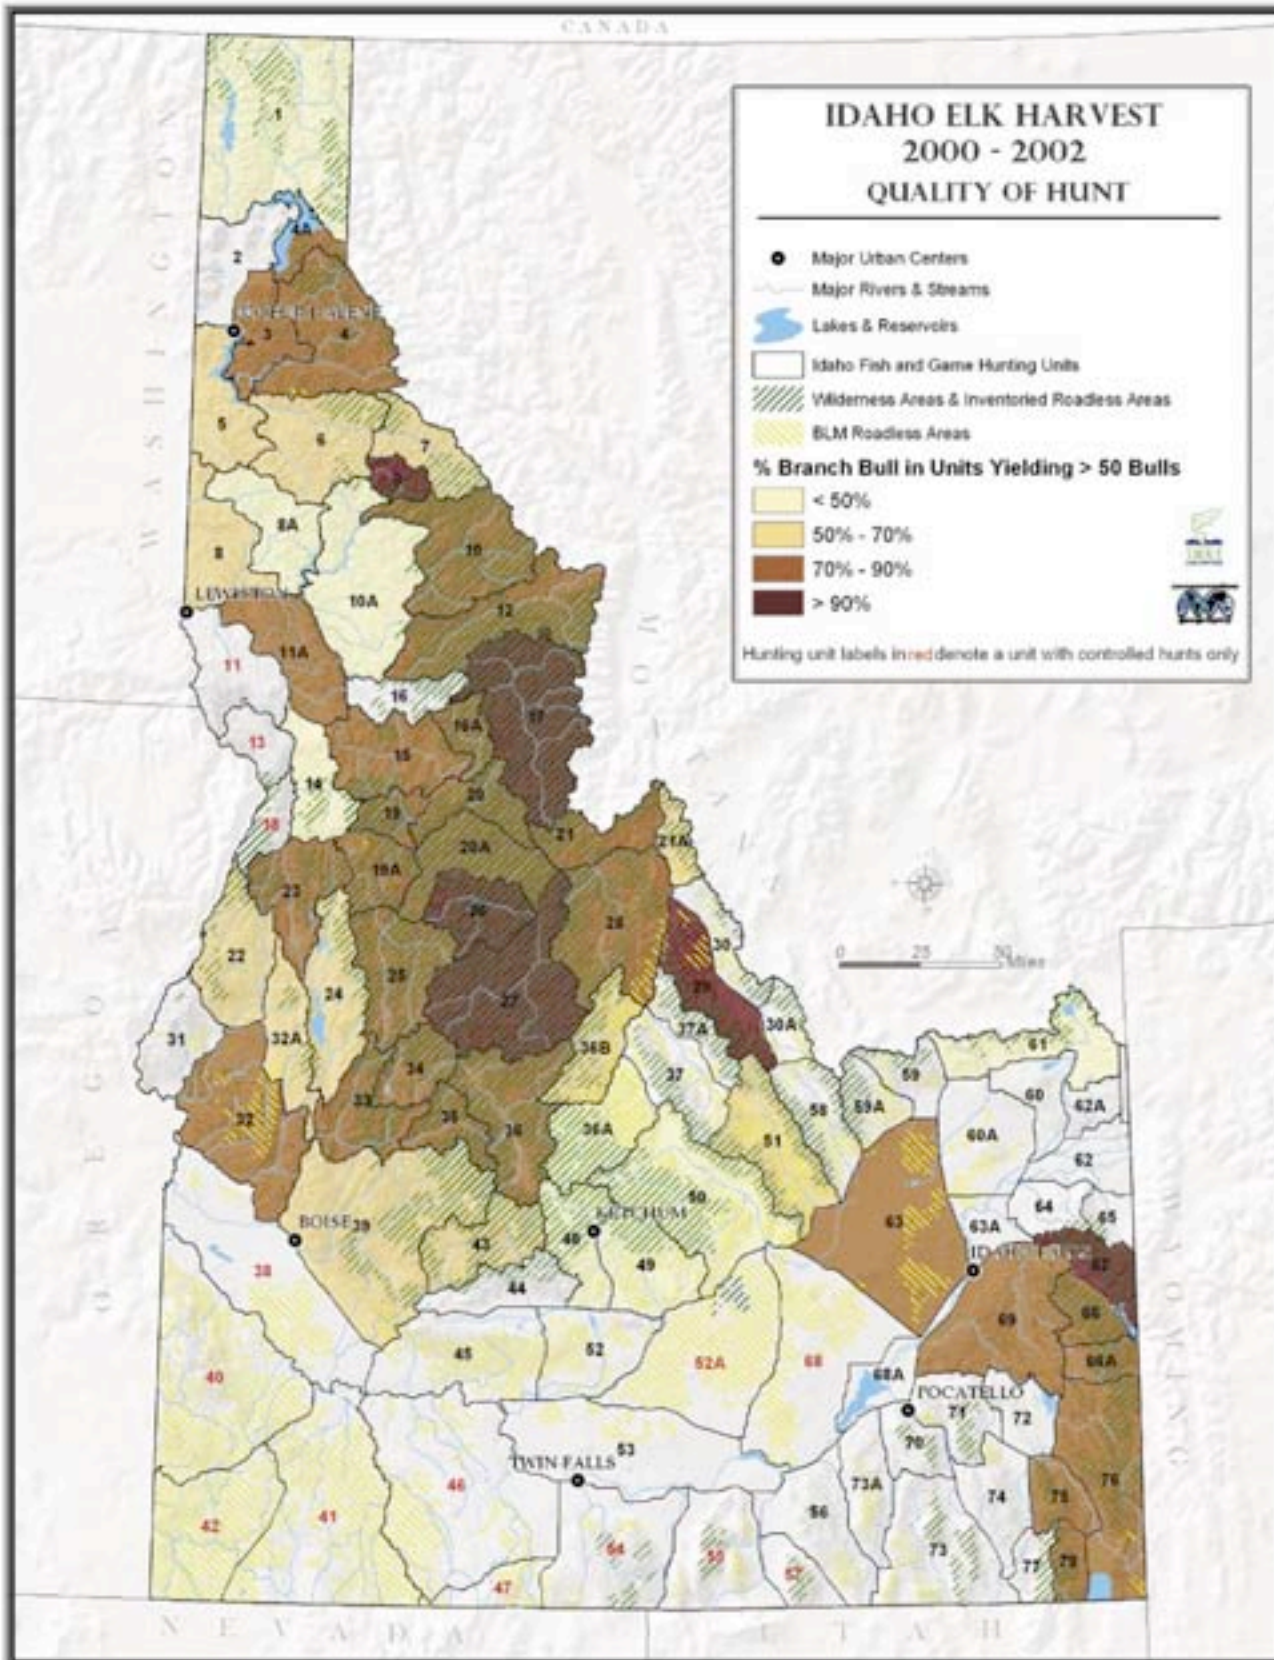 CANADA
IDAHO ELK HARVEST
2000 - 2002
QUALITY OF HUNT
Major Urban Centers
Major Rivers & Streams
Lakes & Reservoirs
Idaho Fish and Game Hunting Units
Wilderness Areas & Inventoried Roadless Areas
BLM Roadless Areas
% Branch Bull in Units Yielding > 50 Bulls
< 50%
50% - 70%
70% - 90%
> 90%
Hunting unit labels in red denote a unit with controlled hunts only
WASHINGTON
1
4A
2
3
4
5
6
7
8A
8
10
10A
LEWISTON
12
11A
11
16
17
16A
13
15
14
20
19
18
21
21A
20A
19A
23
26
28
30
22
25
24
29
27
30A
37A
31
32A
36B
61
34
37
59
60
62A
33
58
59A
32
35
36
36A
51
60A
62
50
64
65
63
63A
KETCHUM
BOISE
39
48
43
49
38
44
69
66
45
52
52A
68
66A
40
68A
POCATELLO
71
72
70
53
TWIN FALLS
46
73A
74
75
76
56
42
41
54
73
77
57
47
OREGON
WYOMING
0 25 50 Miles
NEVADA
UTAH